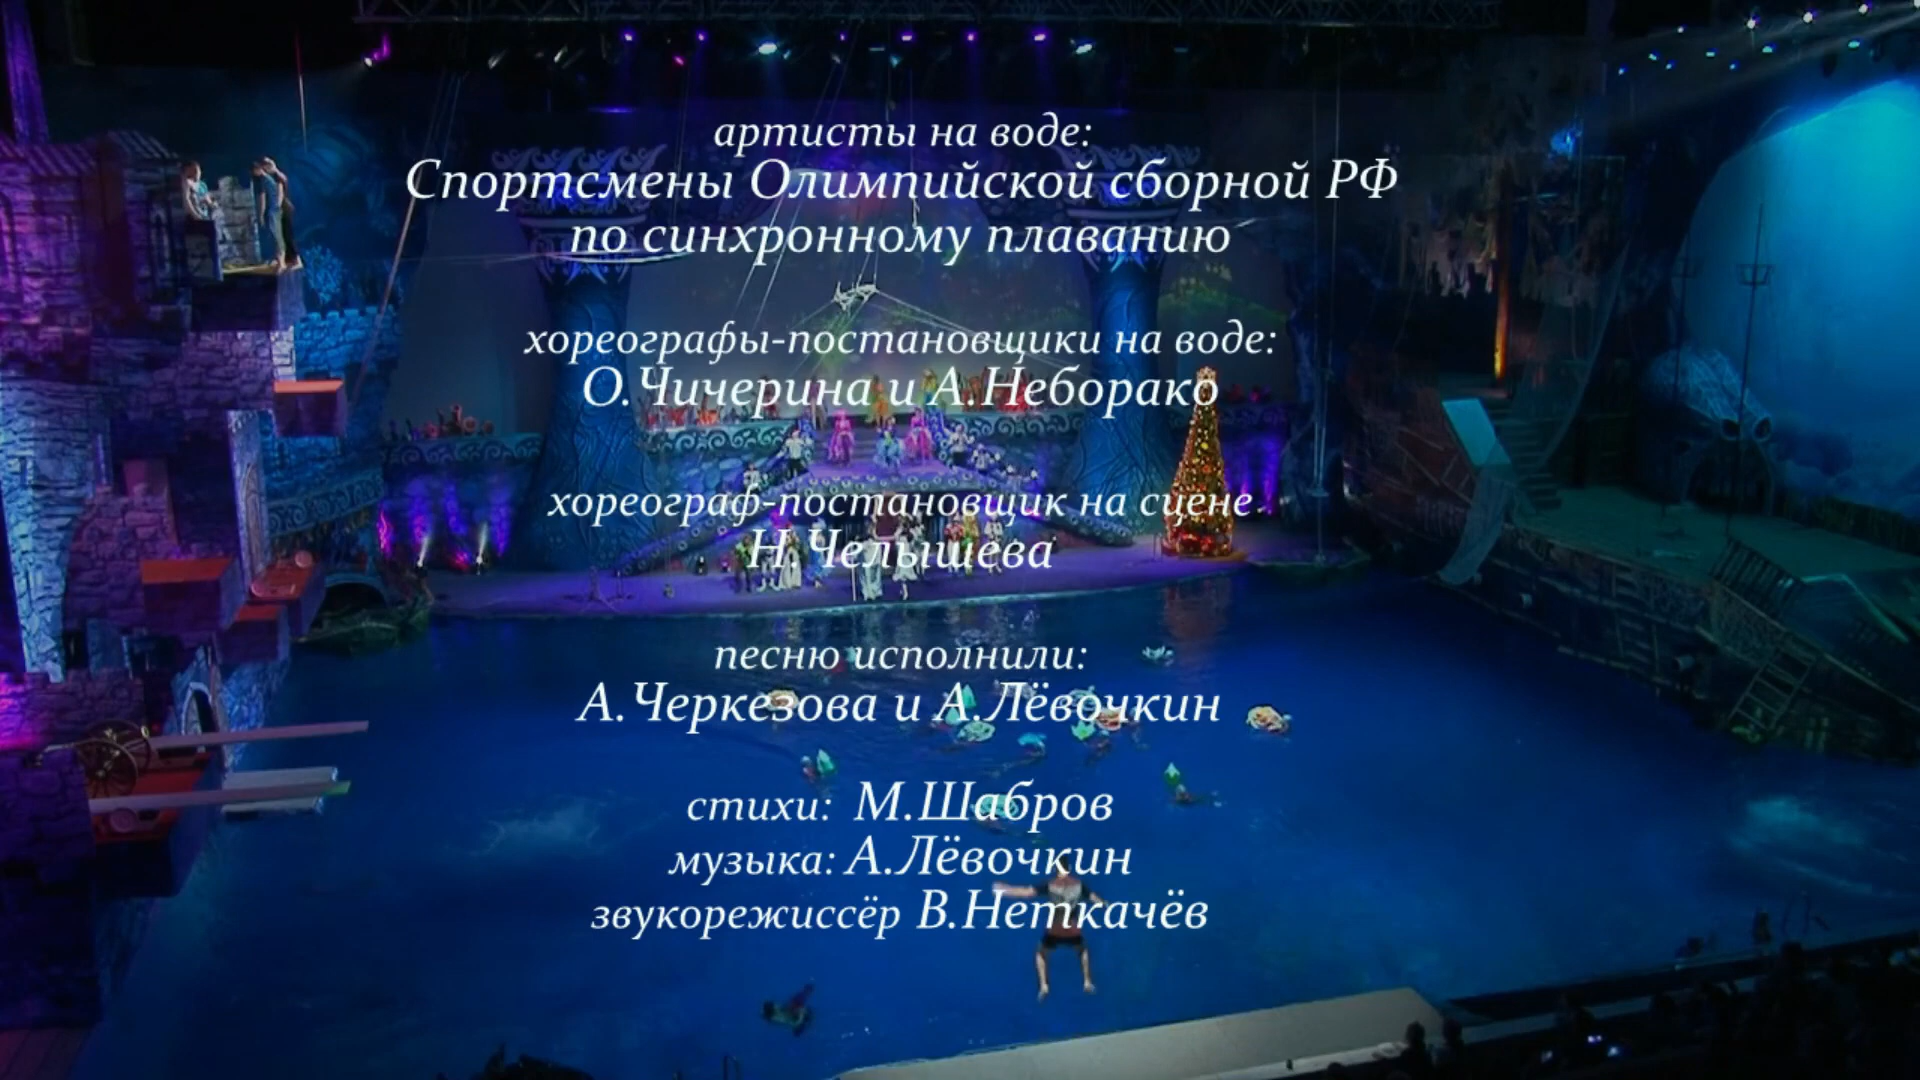 артисты на воде:
Спортсмены Олимпийской сборной РФ
по синхронному плаванию
хореографы-постановщики на воде:
О.Чичерина и А.Неборако
хореограф-постановщик на сцене
Н.Челышева
песню исполнили:
А.Черкезова и А.Лёвочкин
стихи: М.Шабров
музыка: А.Лёвочкин
звукорежиссёр В.Неткачёв